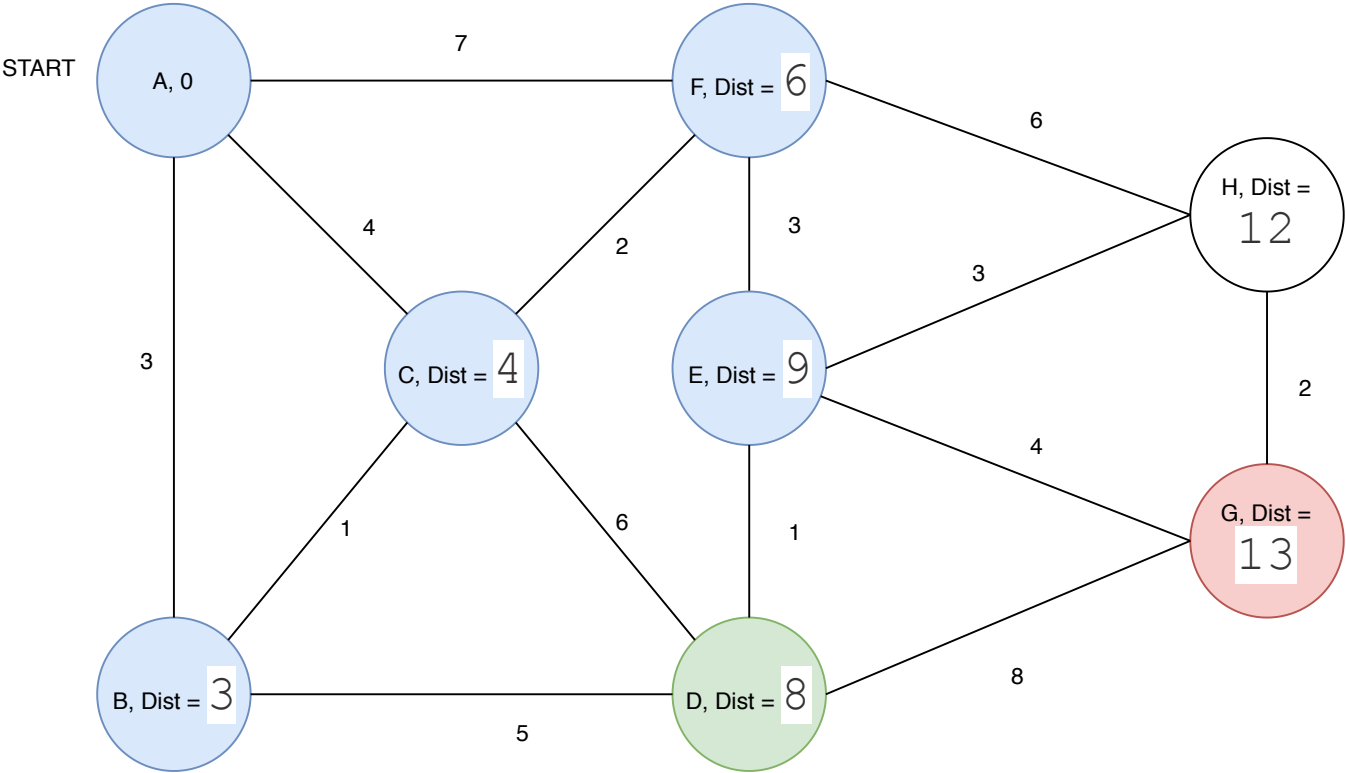 START
A, 0
7
F, Dist = 6
6
H, Dist =
12
4
2
3
3
3
C, Dist = 4
E, Dist = 9
2
4
1
6
1
G, Dist =
13
B, Dist = 3
5
D, Dist = 8
8